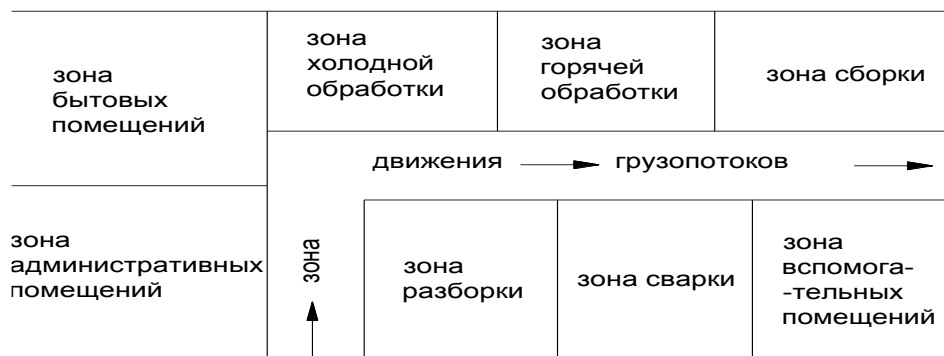 зона
бытовых
помещений
зона
холодной
обработки
зона
горячей
обработки
зона сборки
движения
грузопотоков
зона
административных
помещений
зона
зона
разборки
зона сварки
зона
вспомога-
-тельных
помещений